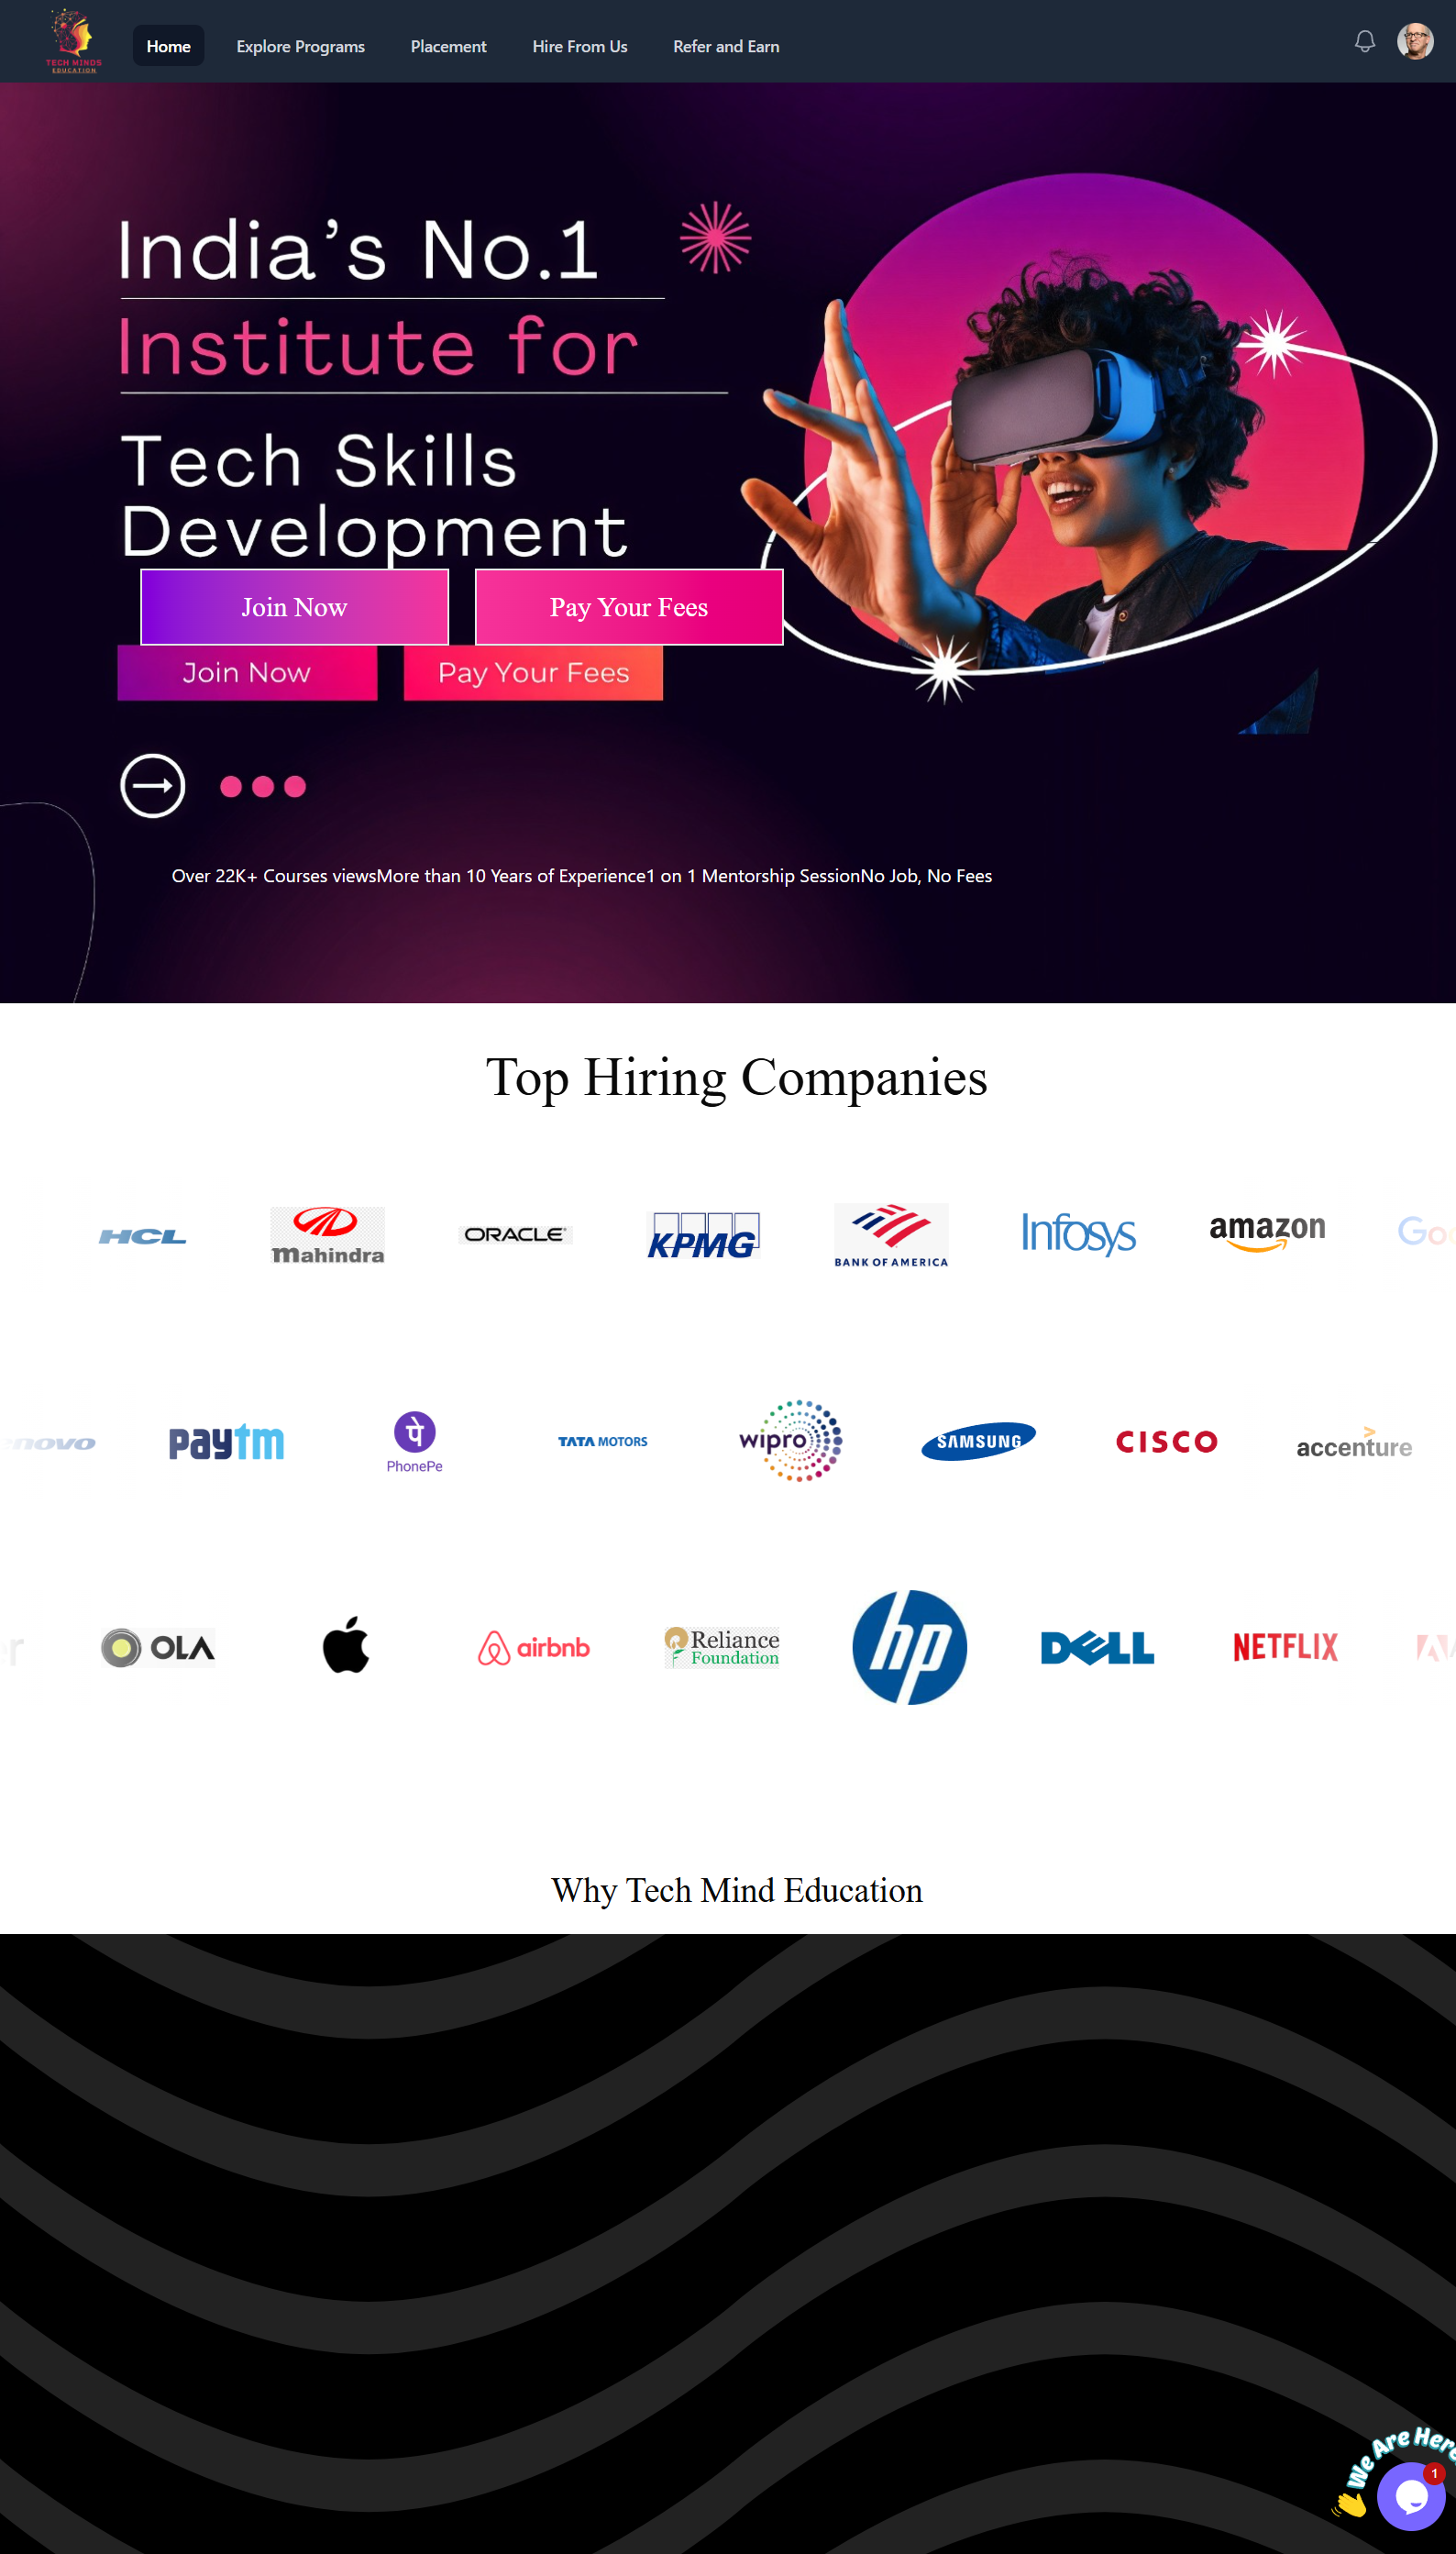 TECH MINDS
EDUCATION
Home
Explore Programs
Placement
Hire From Us
Refer and Earn
India’s No.1
Institute for
Tech Skills
Development
Join Now
Pay Your Fees
Join Now
Pay Your Fees
Over 22K+ Courses viewsMore than 10 Years of Experience1 on 1 Mentorship SessionNo Job, No Fees
Top Hiring Companies
HCL
mahindra
ORACLE
KPMG
BANK OF AMERICA
Infosys
amazon
Goo
enovo
paytm
पे
PhonePe
TATA MOTORS
wipro
SAMSUNG
CISCO
accenture
r
OLA
airbnb
Reliance
Foundation
hp
DELL
NETFLIX
Why Tech Mind Education
We Are Here
1